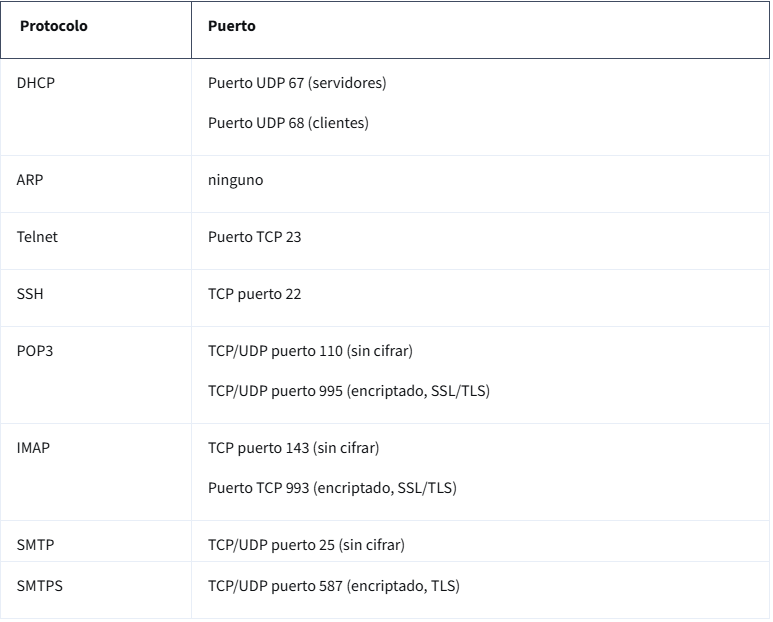 Protocolo Puerto
DHCP Puerto UDP 67 (servidores)
Puerto UDP 68 (clientes)
ARP ninguno
Telnet Puerto TCP 23
SSH TCP puerto 22
POP3 TCP/UDP puerto 110 (sin cifrar)
TCP/UDP puerto 995 (encriptado, SSL/TLS)
IMAP TCP puerto 143 (sin cifrar)
Puerto TCP 993 (encriptado, SSL/TLS)
SMTP TCP/UDP puerto 25 (sin cifrar)
SMTPS TCP/UDP puerto 587 (encriptado, TLS)